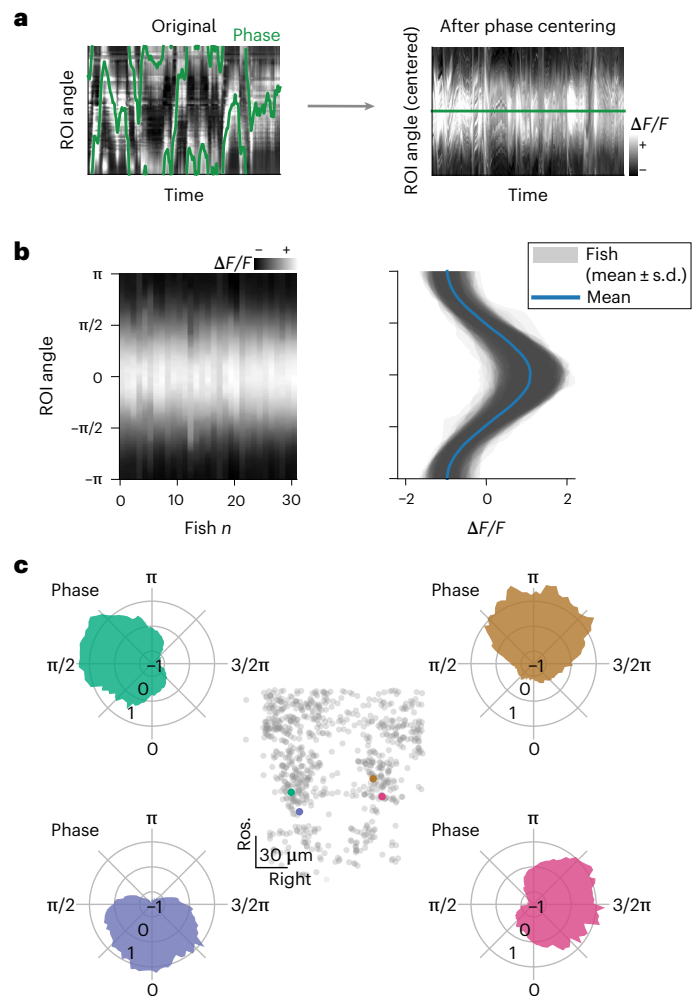 a
Original
Phase
ROI angle
Time
After phase centering
ROI angle (centered)
Time
ΔF/F
+
−
b
− +
ΔF/F
π
π/2
0
−π/2
−π
ROI angle
0 10 20 30
Fish n
Fish
(mean ± s.d.)
Mean
−2 0 2
ΔF/F
c
Phase
π
π/2
3/2π
−1
0
1
0
Phase
π
π/2
3/2π
−1
0
1
0
Ros.
30 μm
Right
Phase
π
π/2
3/2π
−1
0
1
0
Phase
π
π/2
3/2π
−1
0
1
0